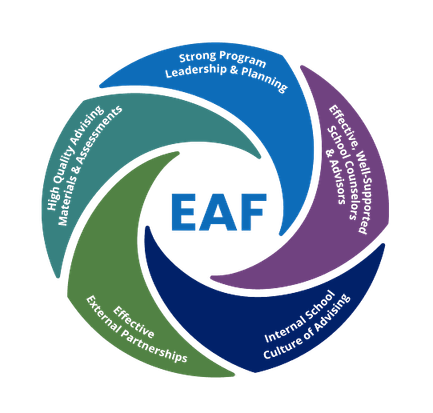 Strong Program
Leadership & Planning
Effective, Well-Supported
School Counselors
& Advisors
Internal School
Culture of Advising
Effective
External Partnerships
High Quality Advising
Materials & Assessments
EAF